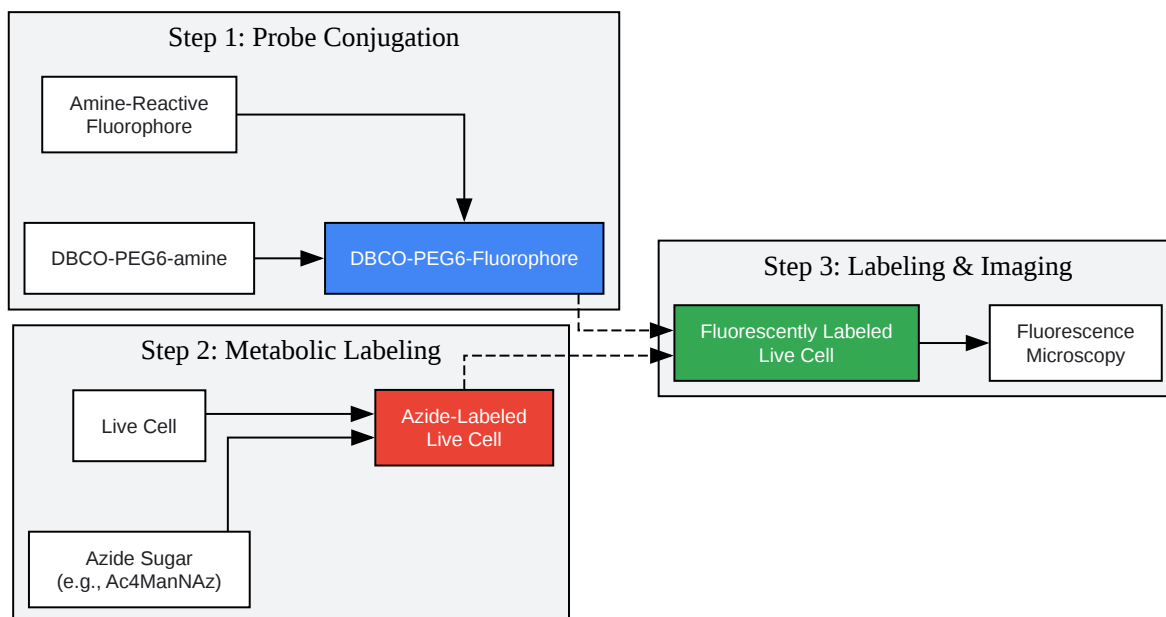 Step 1: Probe Conjugation
Amine-Reactive
Fluorophore
DBCO-PEG6-amine
DBCO-PEG6-Fluorophore
Step 2: Metabolic Labeling
Live Cell
Azide-Labeled
Live Cell
Azide Sugar
(e.g., Ac4ManNAz)
Step 3: Labeling & Imaging
Fluorescently Labeled
Live Cell
Fluorescence
Microscopy